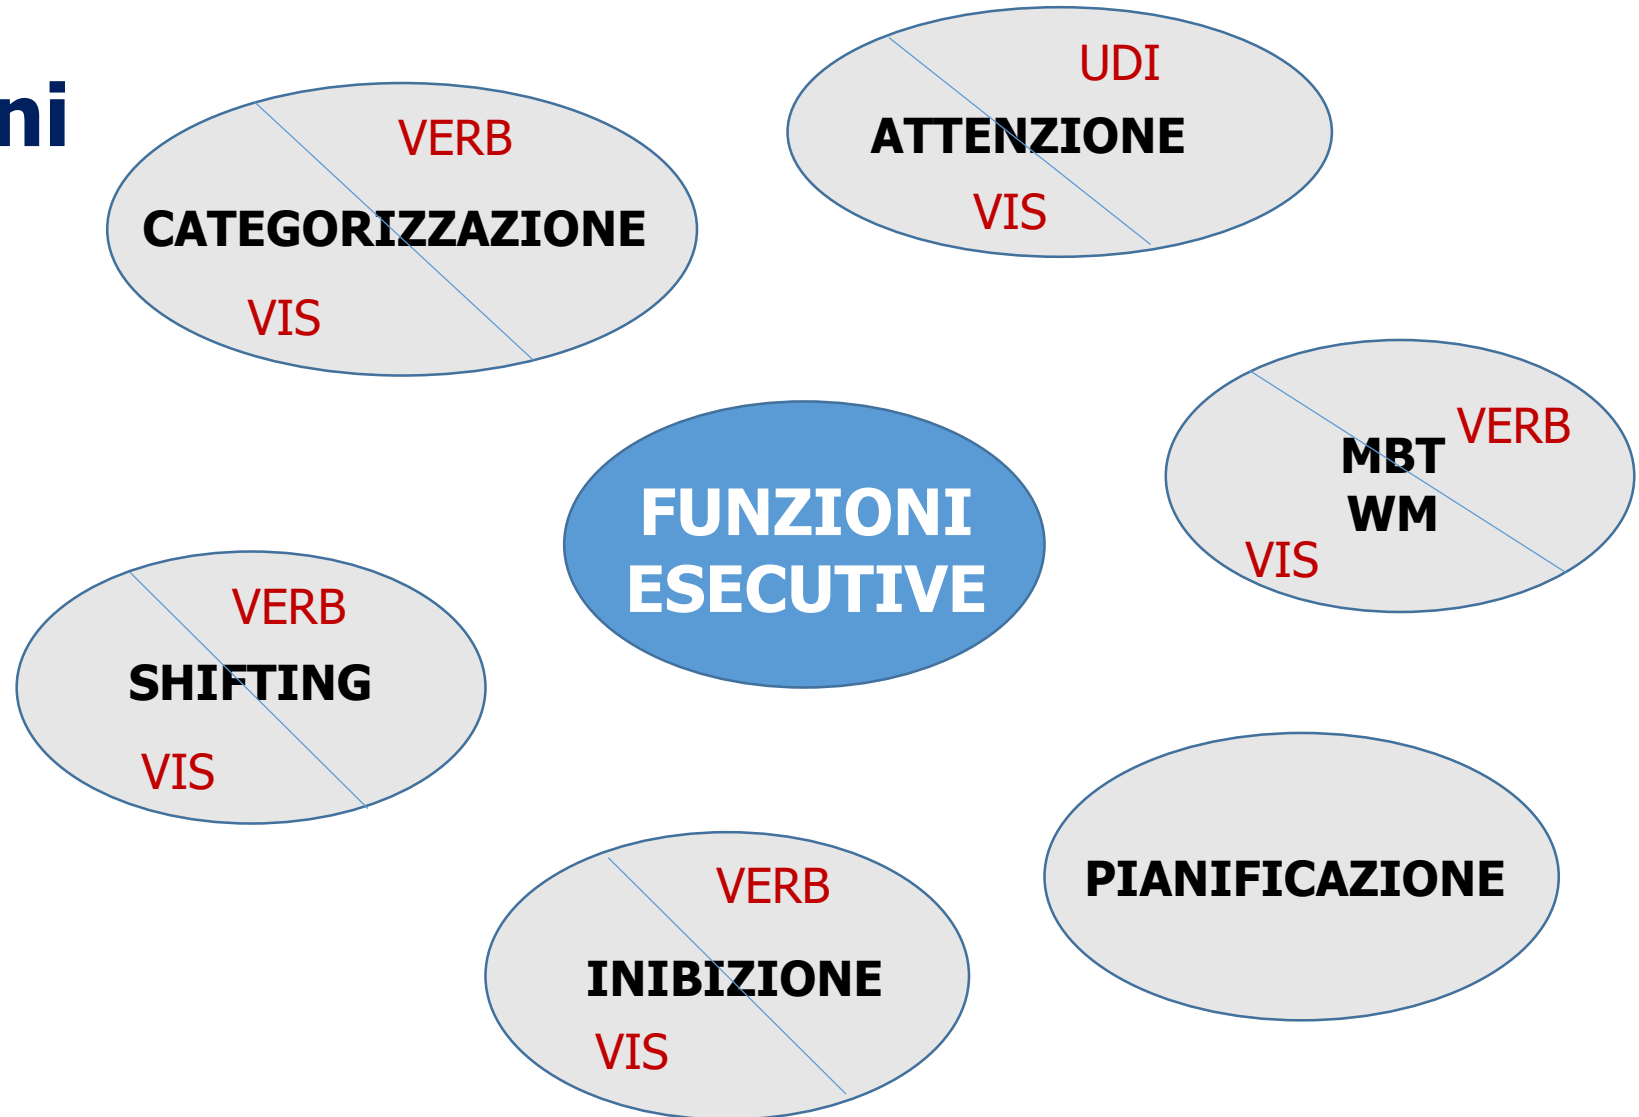 ni
VERB
CATEGORIZZAZIONE
VIS
UDI
ATTENZIONE
VIS
VERB
MBT
WM
VIS
FUNZIONI
ESECUTIVE
VERB
SHIFTING
VIS
VERB
INIBIZIONE
VIS
PIANIFICAZIONE